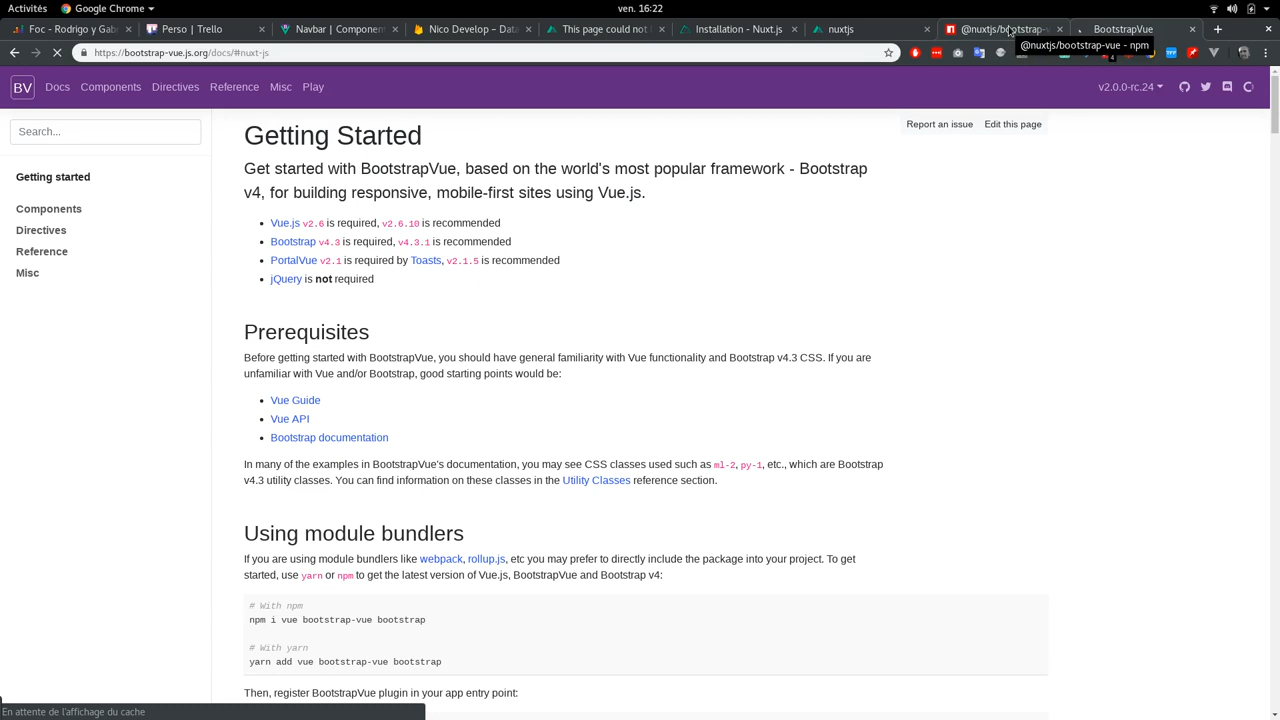 Activités
Google Chrome
ven. 16:22
Foc - Rodrigo y Gab
Perso | Trello
Navbar | Component
Nico Develop – Data
This page could not
Installation - Nuxt.js
nuxtjs
@nuxtjs/bootstrap-v
BootstrapVue
@nuxtjs/bootstrap-vue - npm
https://bootstrap-vue.js.org/docs/#nuxt-js
BV
Docs
Components
Directives
Reference
Misc
Play
v2.0.0-rc.24
Search...
Getting started
Components
Directives
Reference
Misc
Report an issue
Edit this page
Getting Started
Get started with BootstrapVue, based on the world's most popular framework - Bootstrap
v4, for building responsive, mobile-first sites using Vue.js.
• Vue.js v2.6 is required, v2.6.10 is recommended
• Bootstrap v4.3 is required, v4.3.1 is recommended
• PortalVue v2.1 is required by Toasts, v2.1.5 is recommended
• jQuery is not required
Prerequisites
Before getting started with BootstrapVue, you should have general familiarity with Vue functionality and Bootstrap v4.3 CSS. If you are
unfamiliar with Vue and/or Bootstrap, good starting points would be:
• Vue Guide
• Vue API
• Bootstrap documentation
In many of the examples in BootstrapVue's documentation, you may see CSS classes used such as ml-2, py-1, etc., which are Bootstrap
v4.3 utility classes. You can find information on these classes in the Utility Classes reference section.
Using module bundlers
If you are using module bundlers like webpack, rollup.js, etc you may prefer to directly include the package into your project. To get
started, use yarn or npm to get the latest version of Vue.js, BootstrapVue and Bootstrap v4:
# With npm
npm i vue bootstrap-vue bootstrap
# With yarn
yarn add vue bootstrap-vue bootstrap
Then, register BootstrapVue plugin in your app entry point:
En attente de l'affichage du cache